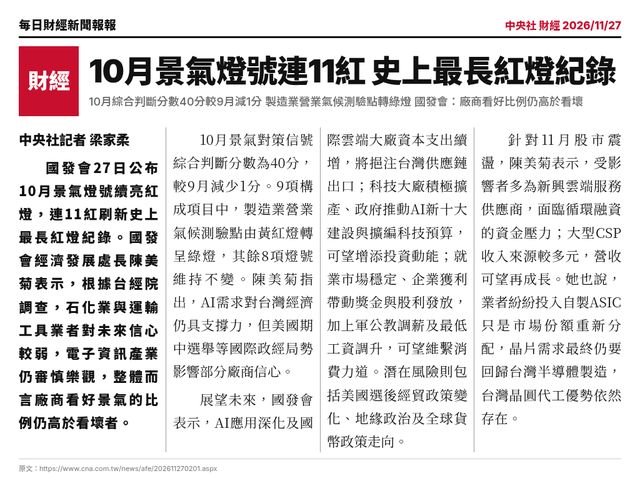 每日財經新聞報報
中央社 財經 2026/11/27
財經
10月景氣燈號連11紅 史上最長紅燈紀錄
10月綜合判斷分數40分較9月減1分 製造業營業氣候測驗點轉綠燈 國發會：廠商看好比例仍高於看壞
中央社記者 梁家柔
國發會27日公布
10月景氣燈號續亮紅
燈，連11紅刷新史上
最長紅燈紀錄。國發
會經濟發展處長陳美
菊表示，根據台經院
調查，石化業與運輸
工具業者對未來信心
較弱，電子資訊產業
仍審慎樂觀，整體而
言廠商看好景氣的比
例仍高於看壞者。
10月景氣對策信號
綜合判斷分數為40分，
較9月減少1分。9項構
成項目中，製造業營業
氣候測驗點由黃紅燈轉
呈綠燈，其餘8項燈號
維持不變。陳美菊指
出，AI需求對台灣經濟
仍具支撐力，但美國期
中選舉等國際政經局勢
影響部分廠商信心。
展望未來，國發會
表示，AI應用深化及國
際雲端大廠資本支出續
增，將挹注台灣供應鏈
出口；科技大廠積極擴
產、政府推動AI新十大
建設與擴編科技預算，
可望增添投資動能；就
業市場穩定、企業獲利
帶動獎金與股利發放，
加上軍公教調薪及最低
工資調升，可望維繫消
費力道。潛在風險則包
括美國選後經貿政策變
化、地緣政治及全球貨
幣政策走向。
針對11月股市震
盪，陳美菊表示，受影
響者多為新興雲端服務
供應商，面臨循環融資
的資金壓力；大型CSP
收入來源較多元，營收
可望再成長。她也說，
業者紛紛投入自製ASIC
只是市場份額重新分
配，晶片需求最終仍要
回歸台灣半導體製造，
台灣晶圓代工優勢依然
存在。
原文：https://www.cna.com.tw/news/afe/202611270201.aspx